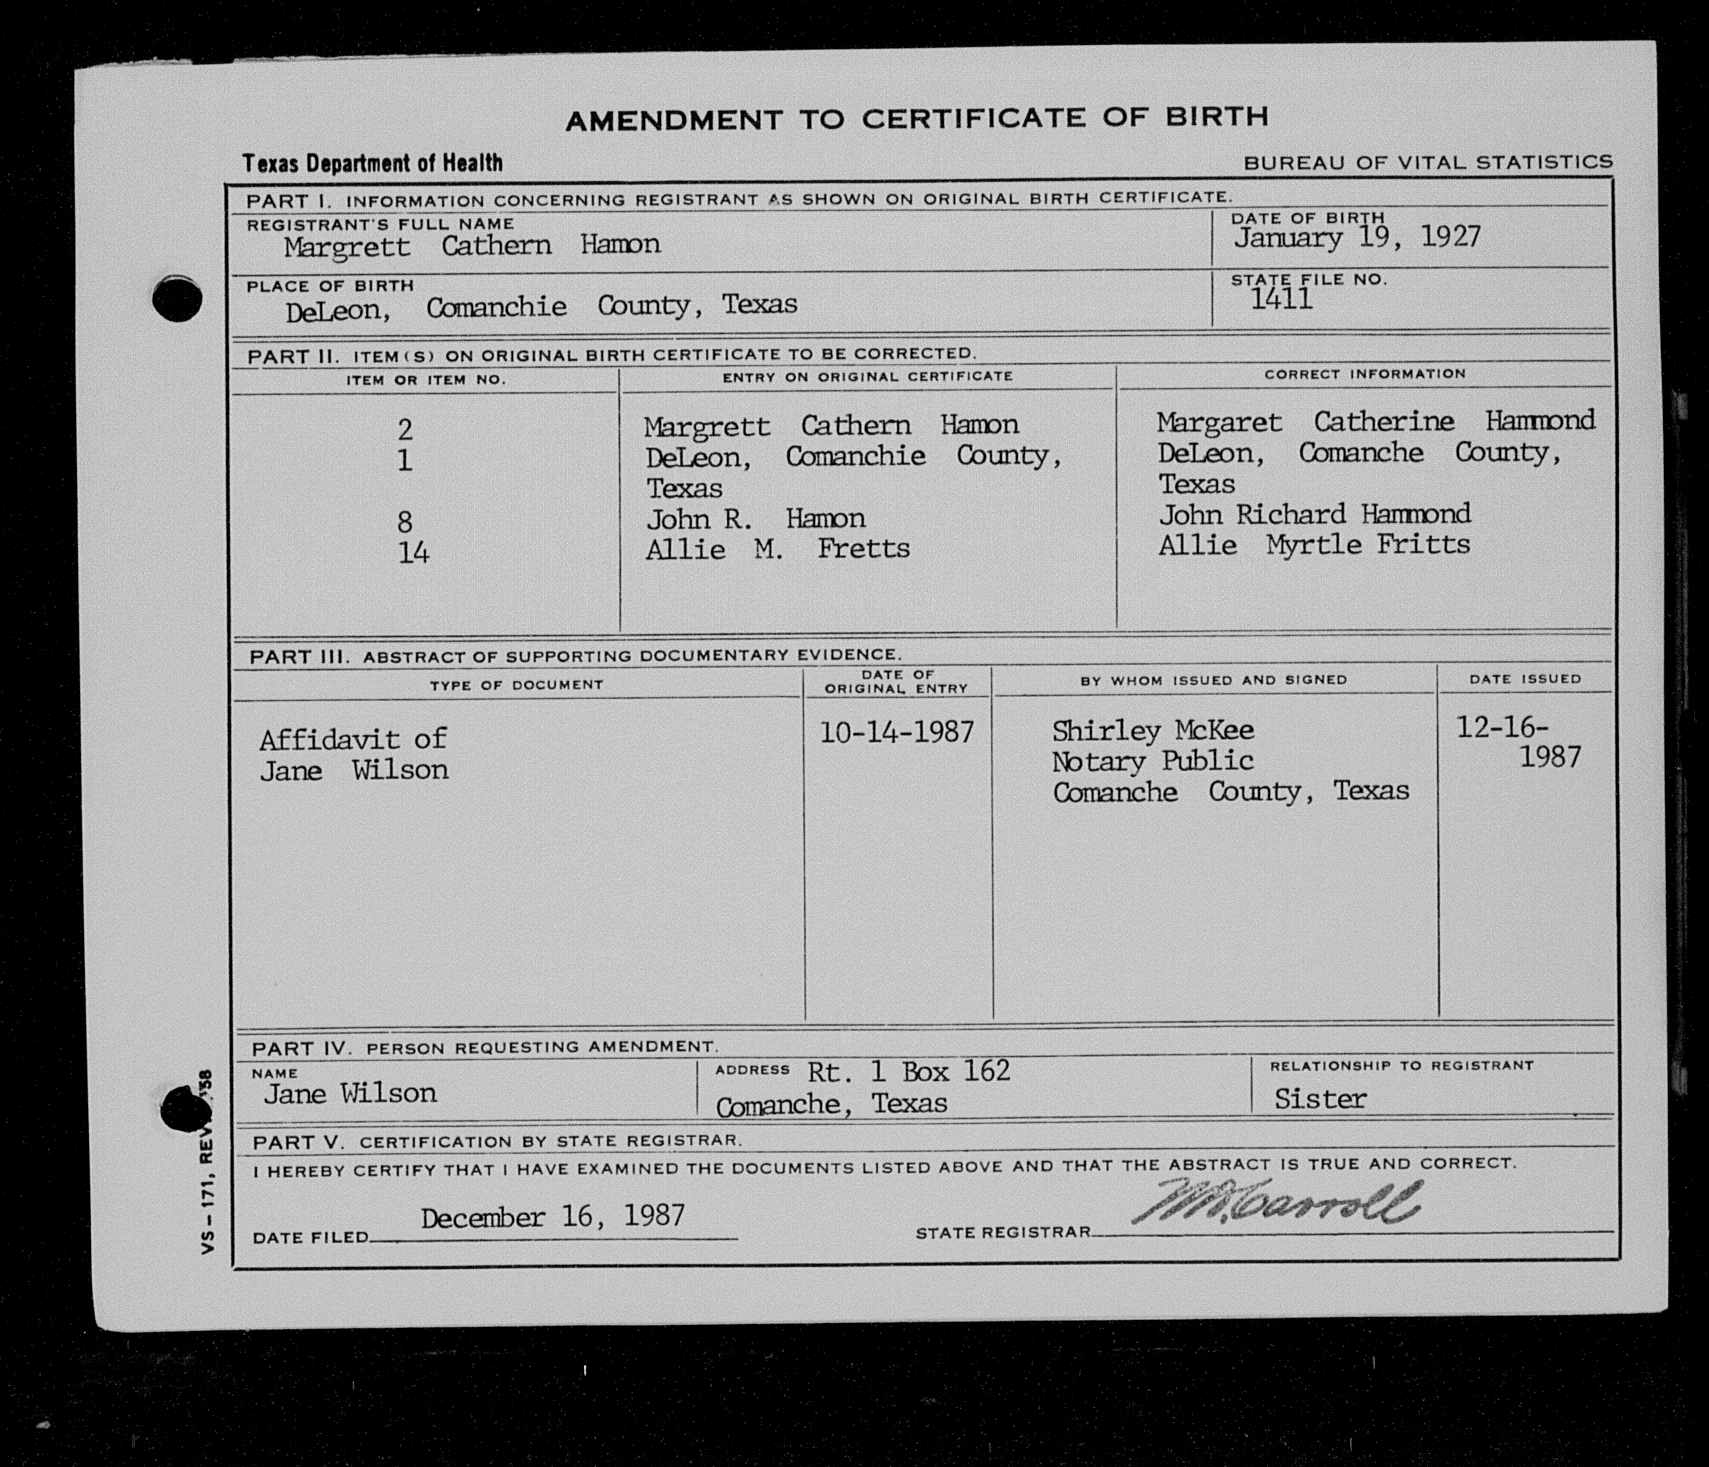 AMENDMENT TO CERTIFICATE OF BIRTH
Texas Department of Health
BUREAU OF VITAL STATISTICS
PART I. INFORMATION CONCERNING REGISTRANT AS SHOWN ON ORIGINAL BIRTH CERTIFICATE.
REGISTRANT'S FULL NAME
Margrett Cathern Hamon
DATE OF BIRTH
January 19, 1927
PLACE OF BIRTH
DeLeon, Comanchie County, Texas
STATE FILE NO.
1411
PART II. ITEM(S) ON ORIGINAL BIRTH CERTIFICATE TO BE CORRECTED.
ITEM OR ITEM NO. ENTRY ON ORIGINAL CERTIFICATE CORRECT INFORMATION
2 Margrett Cathern Hamon Margaret Catherine Hammond
1 DeLeon, Comanchie County, DeLeon, Comanche County,
Texas Texas
8 John R. Hamon John Richard Hammond
14 Allie M. Fretts Allie Myrtle Fritts
PART III. ABSTRACT OF SUPPORTING DOCUMENTARY EVIDENCE.
TYPE OF DOCUMENT
DATE OF
ORIGINAL ENTRY
BY WHOM ISSUED AND SIGNED
DATE ISSUED
Affidavit of 10-14-1987 Shirley McKee 12-16-
Jane Wilson Notary Public 1987
Comanche County, Texas
PART IV. PERSON REQUESTING AMENDMENT.
NAME
Jane Wilson
ADDRESS Rt. 1 Box 162
Comanche, Texas
RELATIONSHIP TO REGISTRANT
Sister
PART V. CERTIFICATION BY STATE REGISTRAR.
I HEREBY CERTIFY THAT I HAVE EXAMINED THE DOCUMENTS LISTED ABOVE AND THAT THE ABSTRACT IS TRUE AND CORRECT.
DATE FILED December 16, 1987
STATE REGISTRAR W.D. Carroll
VS-171, REV. '58